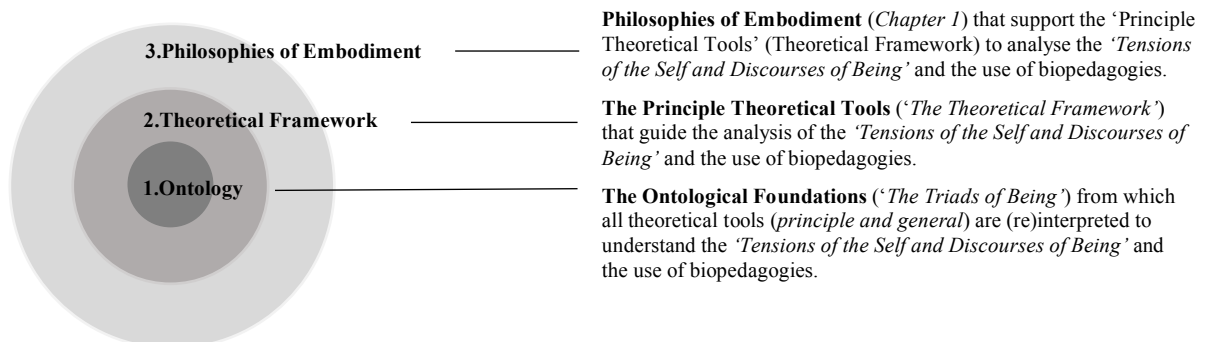 3.Philosophies of Embodiment
Philosophies of Embodiment (Chapter 1) that support the ‘Principle
Theoretical Tools’ (Theoretical Framework) to analyse the ‘Tensions
of the Self and Discourses of Being’ and the use of biopedagogies.
2.Theoretical Framework
The Principle Theoretical Tools (‘The Theoretical Framework’)
that guide the analysis of the ‘Tensions of the Self and Discourses of
Being’ and the use of biopedagogies.
1.Ontology
The Ontological Foundations (‘The Triads of Being’) from which
all theoretical tools (principle and general) are (re)interpreted to
understand the ‘Tensions of the Self and Discourses of Being’ and
the use of biopedagogies.